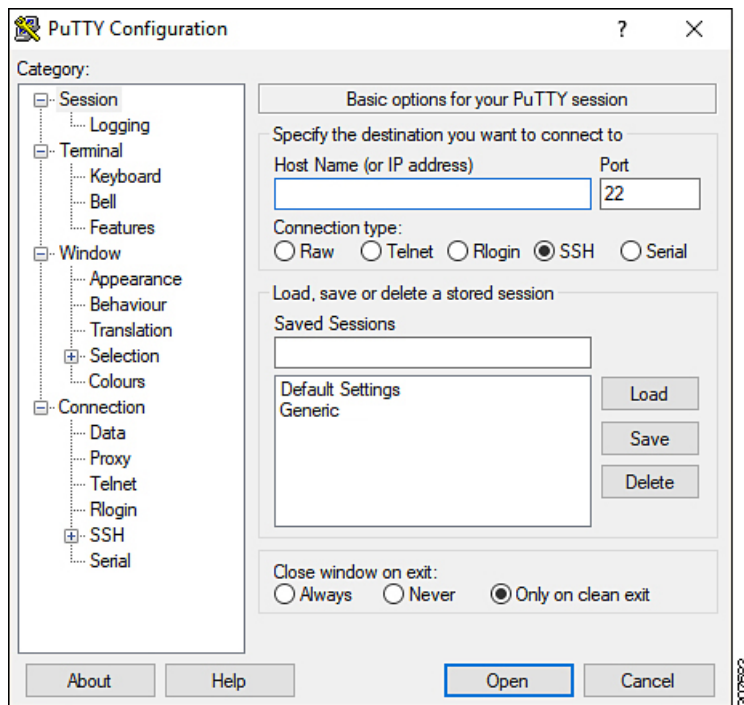 PuTTY Configuration
?
Category:
Session
Logging
Terminal
Keyboard
Bell
Features
Window
Appearance
Behaviour
Translation
Selection
Colours
Connection
Data
Proxy
Telnet
Rlogin
SSH
Serial
Basic options for your PuTTY session
Specify the destination you want to connect to
Host Name (or IP address) Port
22
Connection type:
Raw Telnet Rlogin SSH Serial
Load, save or delete a stored session
Saved Sessions
Default Settings
Generic
Load
Save
Delete
Close window on exit:
Always Never Only on clean exit
About Help Open Cancel